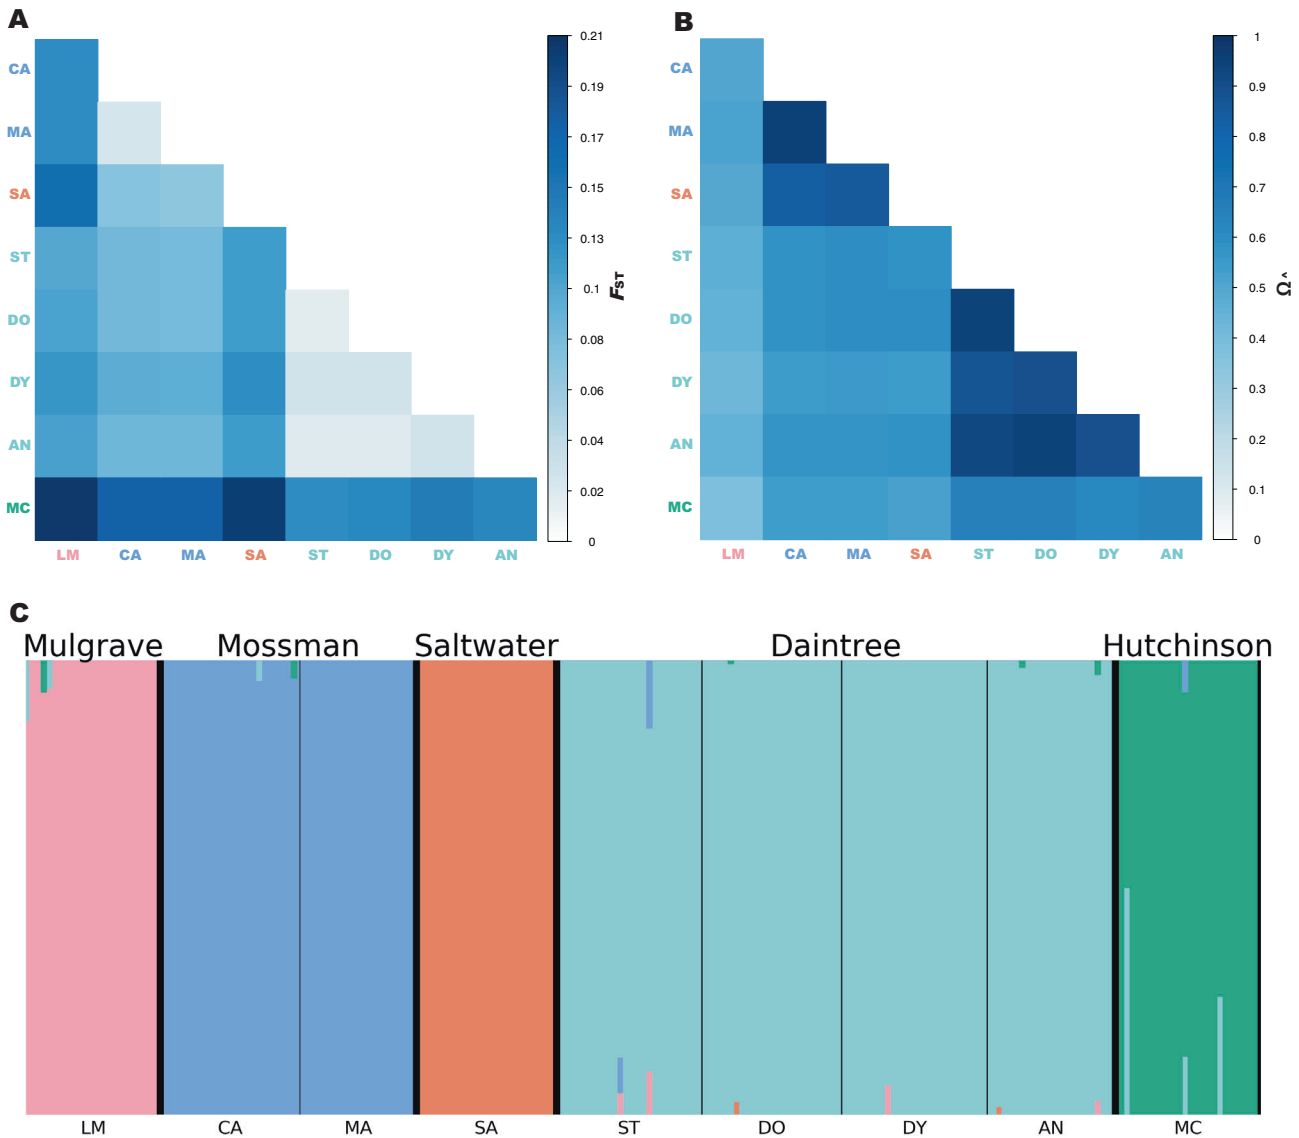 A
CA
MA
SA
ST
DO
DY
AN
MC
LM CA MA SA ST DO DY AN
0.21
0.19
0.17
0.15
0.13
0.1
0.08
0.06
0.04
0.02
0
FST
B
CA
MA
SA
ST
DO
DY
AN
MC
LM CA MA SA ST DO DY AN
1
0.9
0.8
0.7
0.6
0.5
0.4
0.3
0.2
0.1
0
Ω^
C
Mulgrave Mossman Saltwater Daintree Hutchinson
LM CA MA SA ST DO DY AN MC